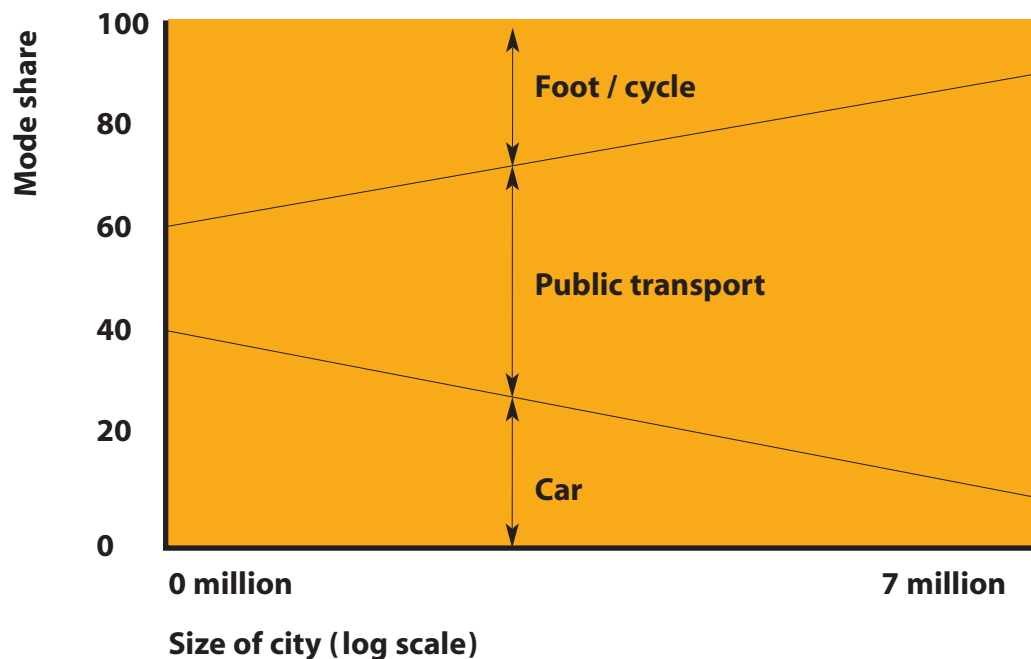 Mode share
100
80
60
40
20
0
Foot / cycle
Public transport
Car
0 million
7 million
Size of city (log scale)